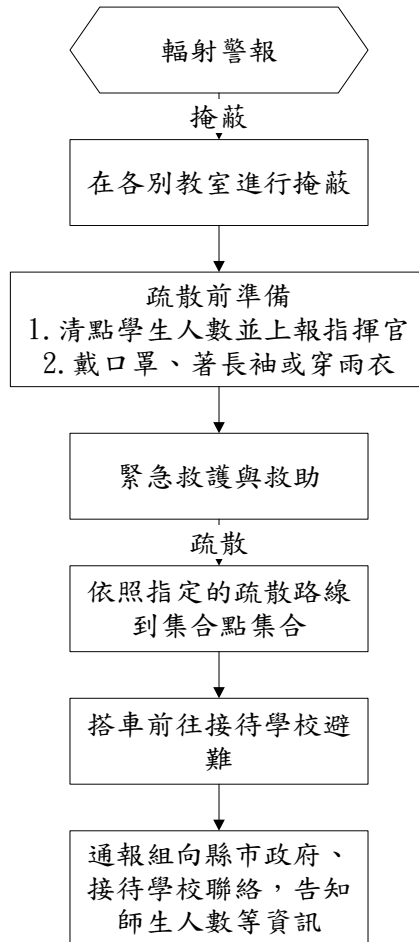 輻射警報
掩蔽
在各別教室進行掩蔽
疏散前準備
1.清點學生人數並上報指揮官
2.戴口罩、著長袖或穿雨衣
緊急救護與救助
疏散
依照指定的疏散路線
到集合點集合
搭車前往接待學校避
難
通報組向縣市政府、
接待學校聯絡，告知
師生人數等資訊